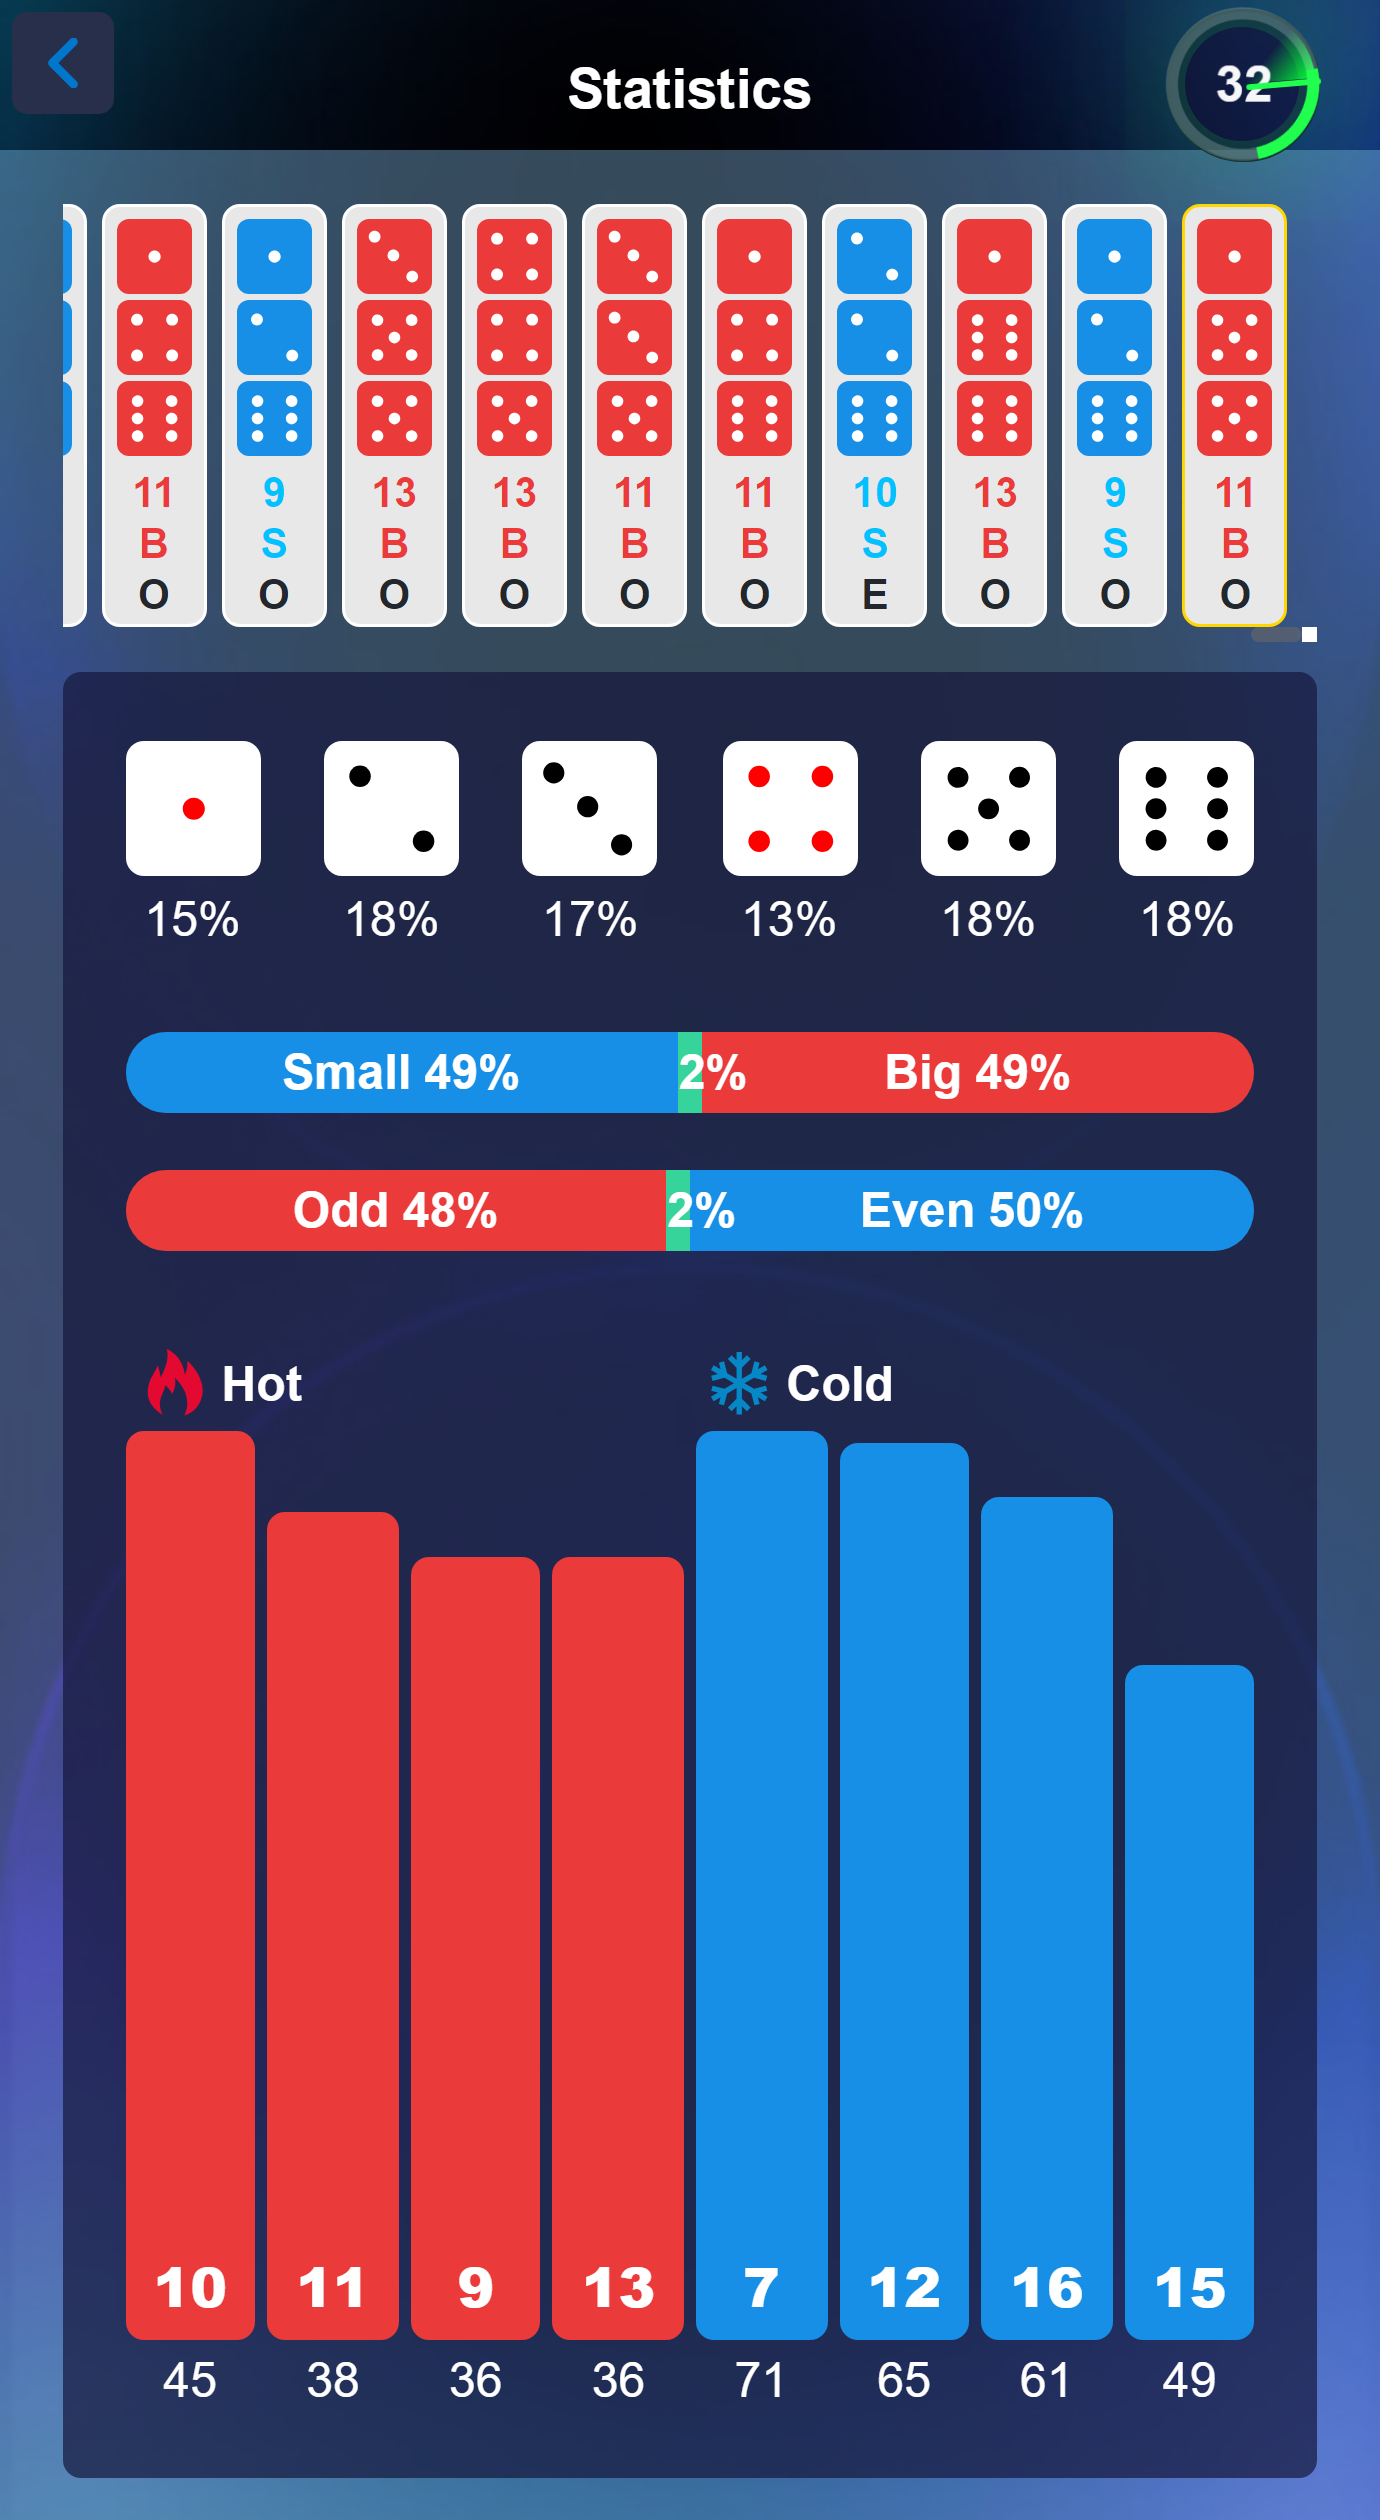 Statistics
32
11 9 13 13 11 11 10 13 9 11
B S B B B B S B S B
O O O O O O E O O O
15% 18% 17% 13% 18% 18%
Small 49% 2% Big 49%
Odd 48% 2% Even 50%
Hot Cold
10 11 9 13 7 12 16 15
45 38 36 36 71 65 61 49